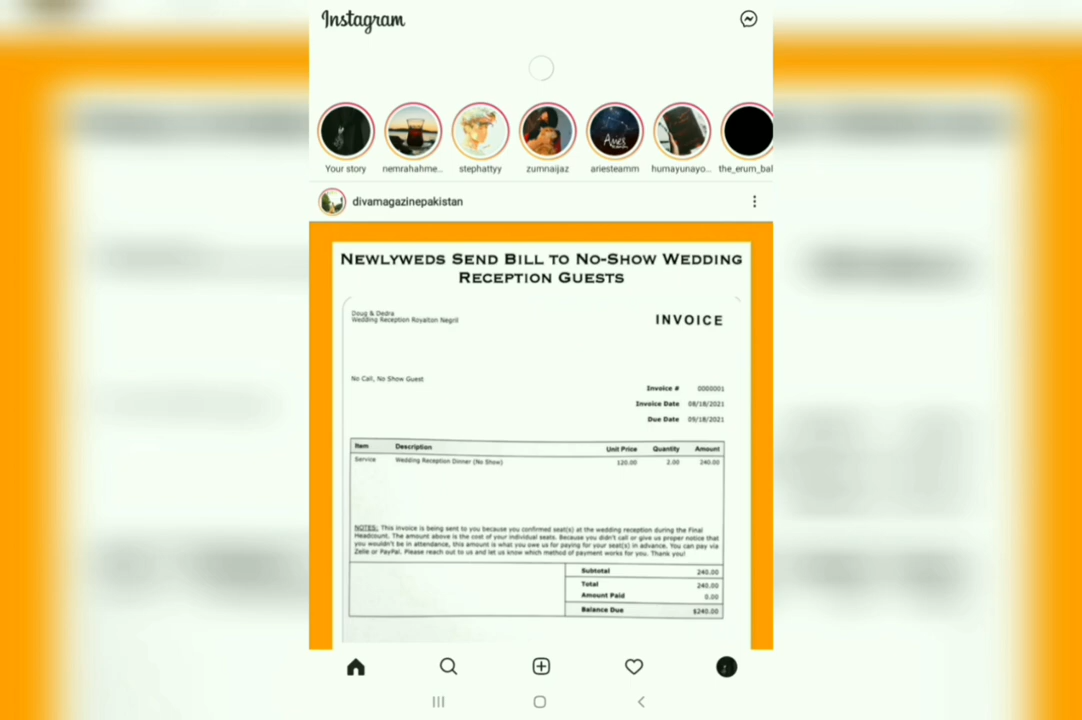 Instagram
Your story nemrahahme... stephattyy zumnaijaz ariesteamm humayunayo... the_erum_bal
divamagazinepakistan
NEWLYWEDS SEND BILL TO NO-SHOW WEDDING
RECEPTION GUESTS
Doug & Dedra
Wedding Reception Royalton Negril
INVOICE
No Call, No Show Guest
Invoice # 0000001
Invoice Date 08/18/2021
Due Date 09/18/2021
Item Description Unit Price Quantity Amount
Service Wedding Reception Dinner (No Show) 120.00 2.00 240.00
NOTES: This invoice is being sent to you because you confirmed seat(s) at the wedding reception during the Final
Headcount. The amount above is the cost of your individual seats. Because you didn't call or give us proper notice that
you wouldn't be in attendance, this amount is what you owe us for paying for your seat(s) in advance. You can pay via
Zelle or PayPal. Please reach out to us and let us know which method of payment works for you. Thank you!
Subtotal 240.00
Total 240.00
Amount Paid 0.00
Balance Due $240.00
Aries